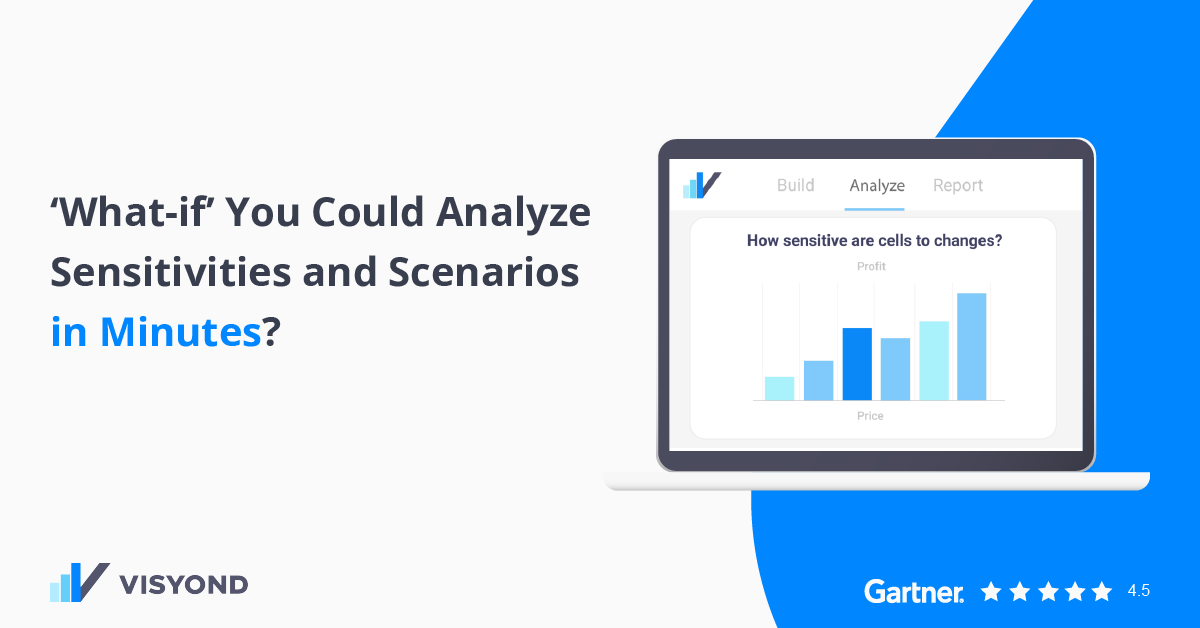 ‘What-if’ You Could Analyze
Sensitivities and Scenarios
in Minutes?
Build Analyze Report
How sensitive are cells to changes?
Profit
Price
VISYOND
Gartner. 4.5